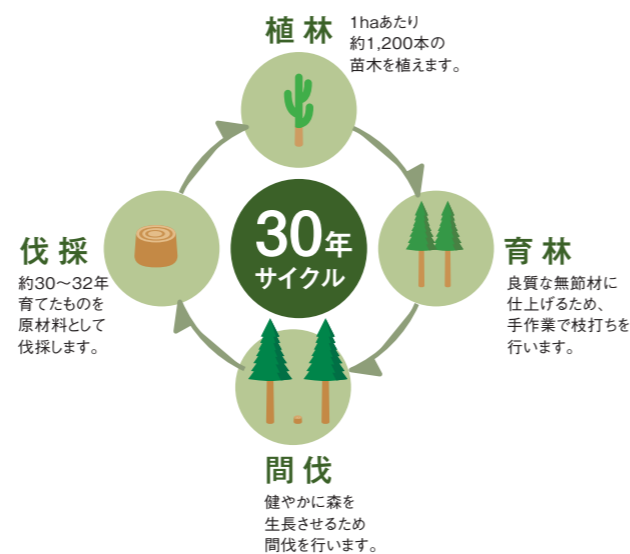 植林
1haあたり
約1,200本の
苗木を植えます。
30年
サイクル
育林
良質な無節材に
仕上げるため、
手作業で枝打ちを
行います。
間伐
健やかに森を
生長させるため
間伐を行います。
伐採
約30〜32年
育てたものを
原材料として
伐採します。